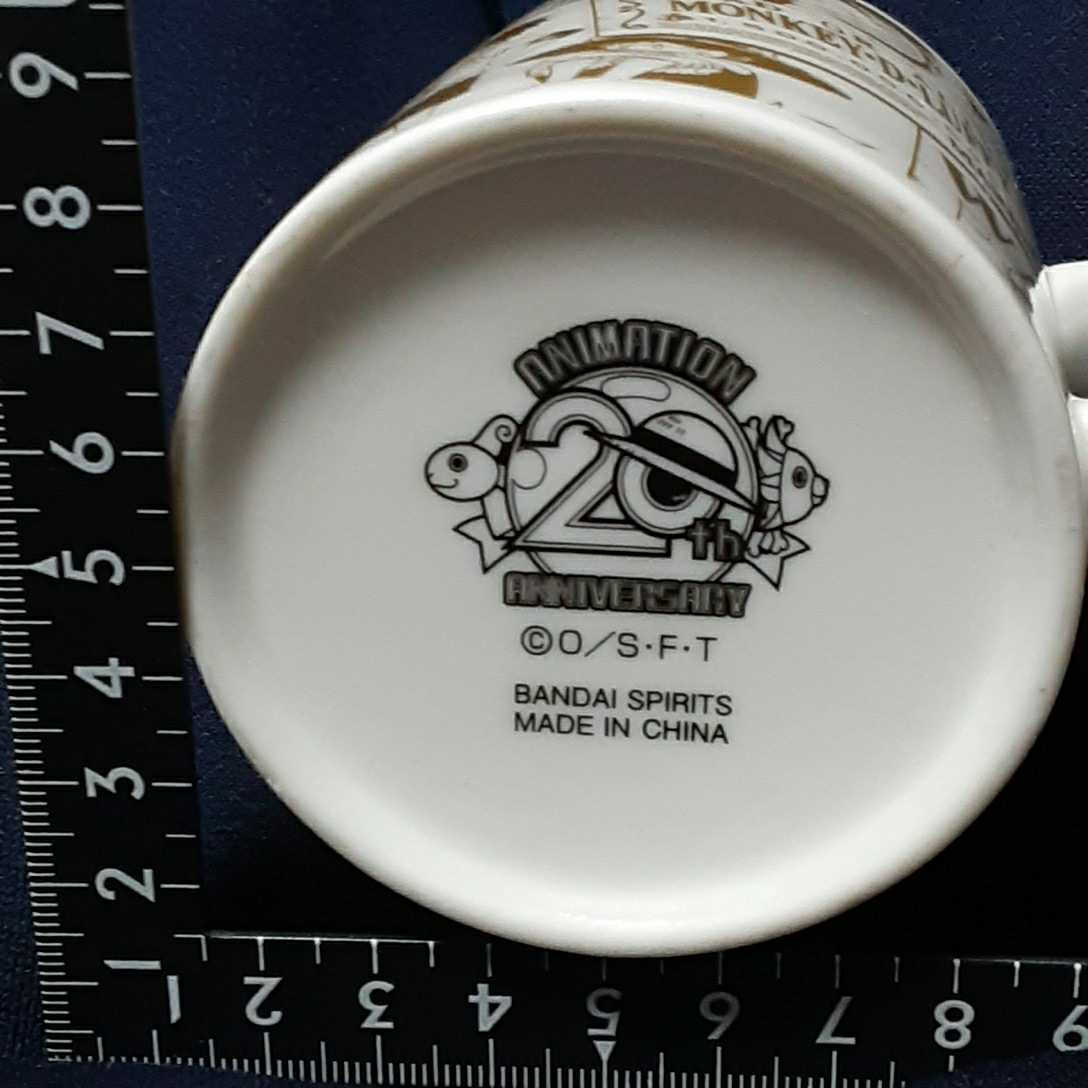 MONKEY·D·
ANIMATION
20th
ANNIVERSARY
©O/S·F·T
BANDAI SPIRITS
MADE IN CHINA
9
8
7
6
5
4
3
2
1
1 2 3 4 5 6 7 8 9